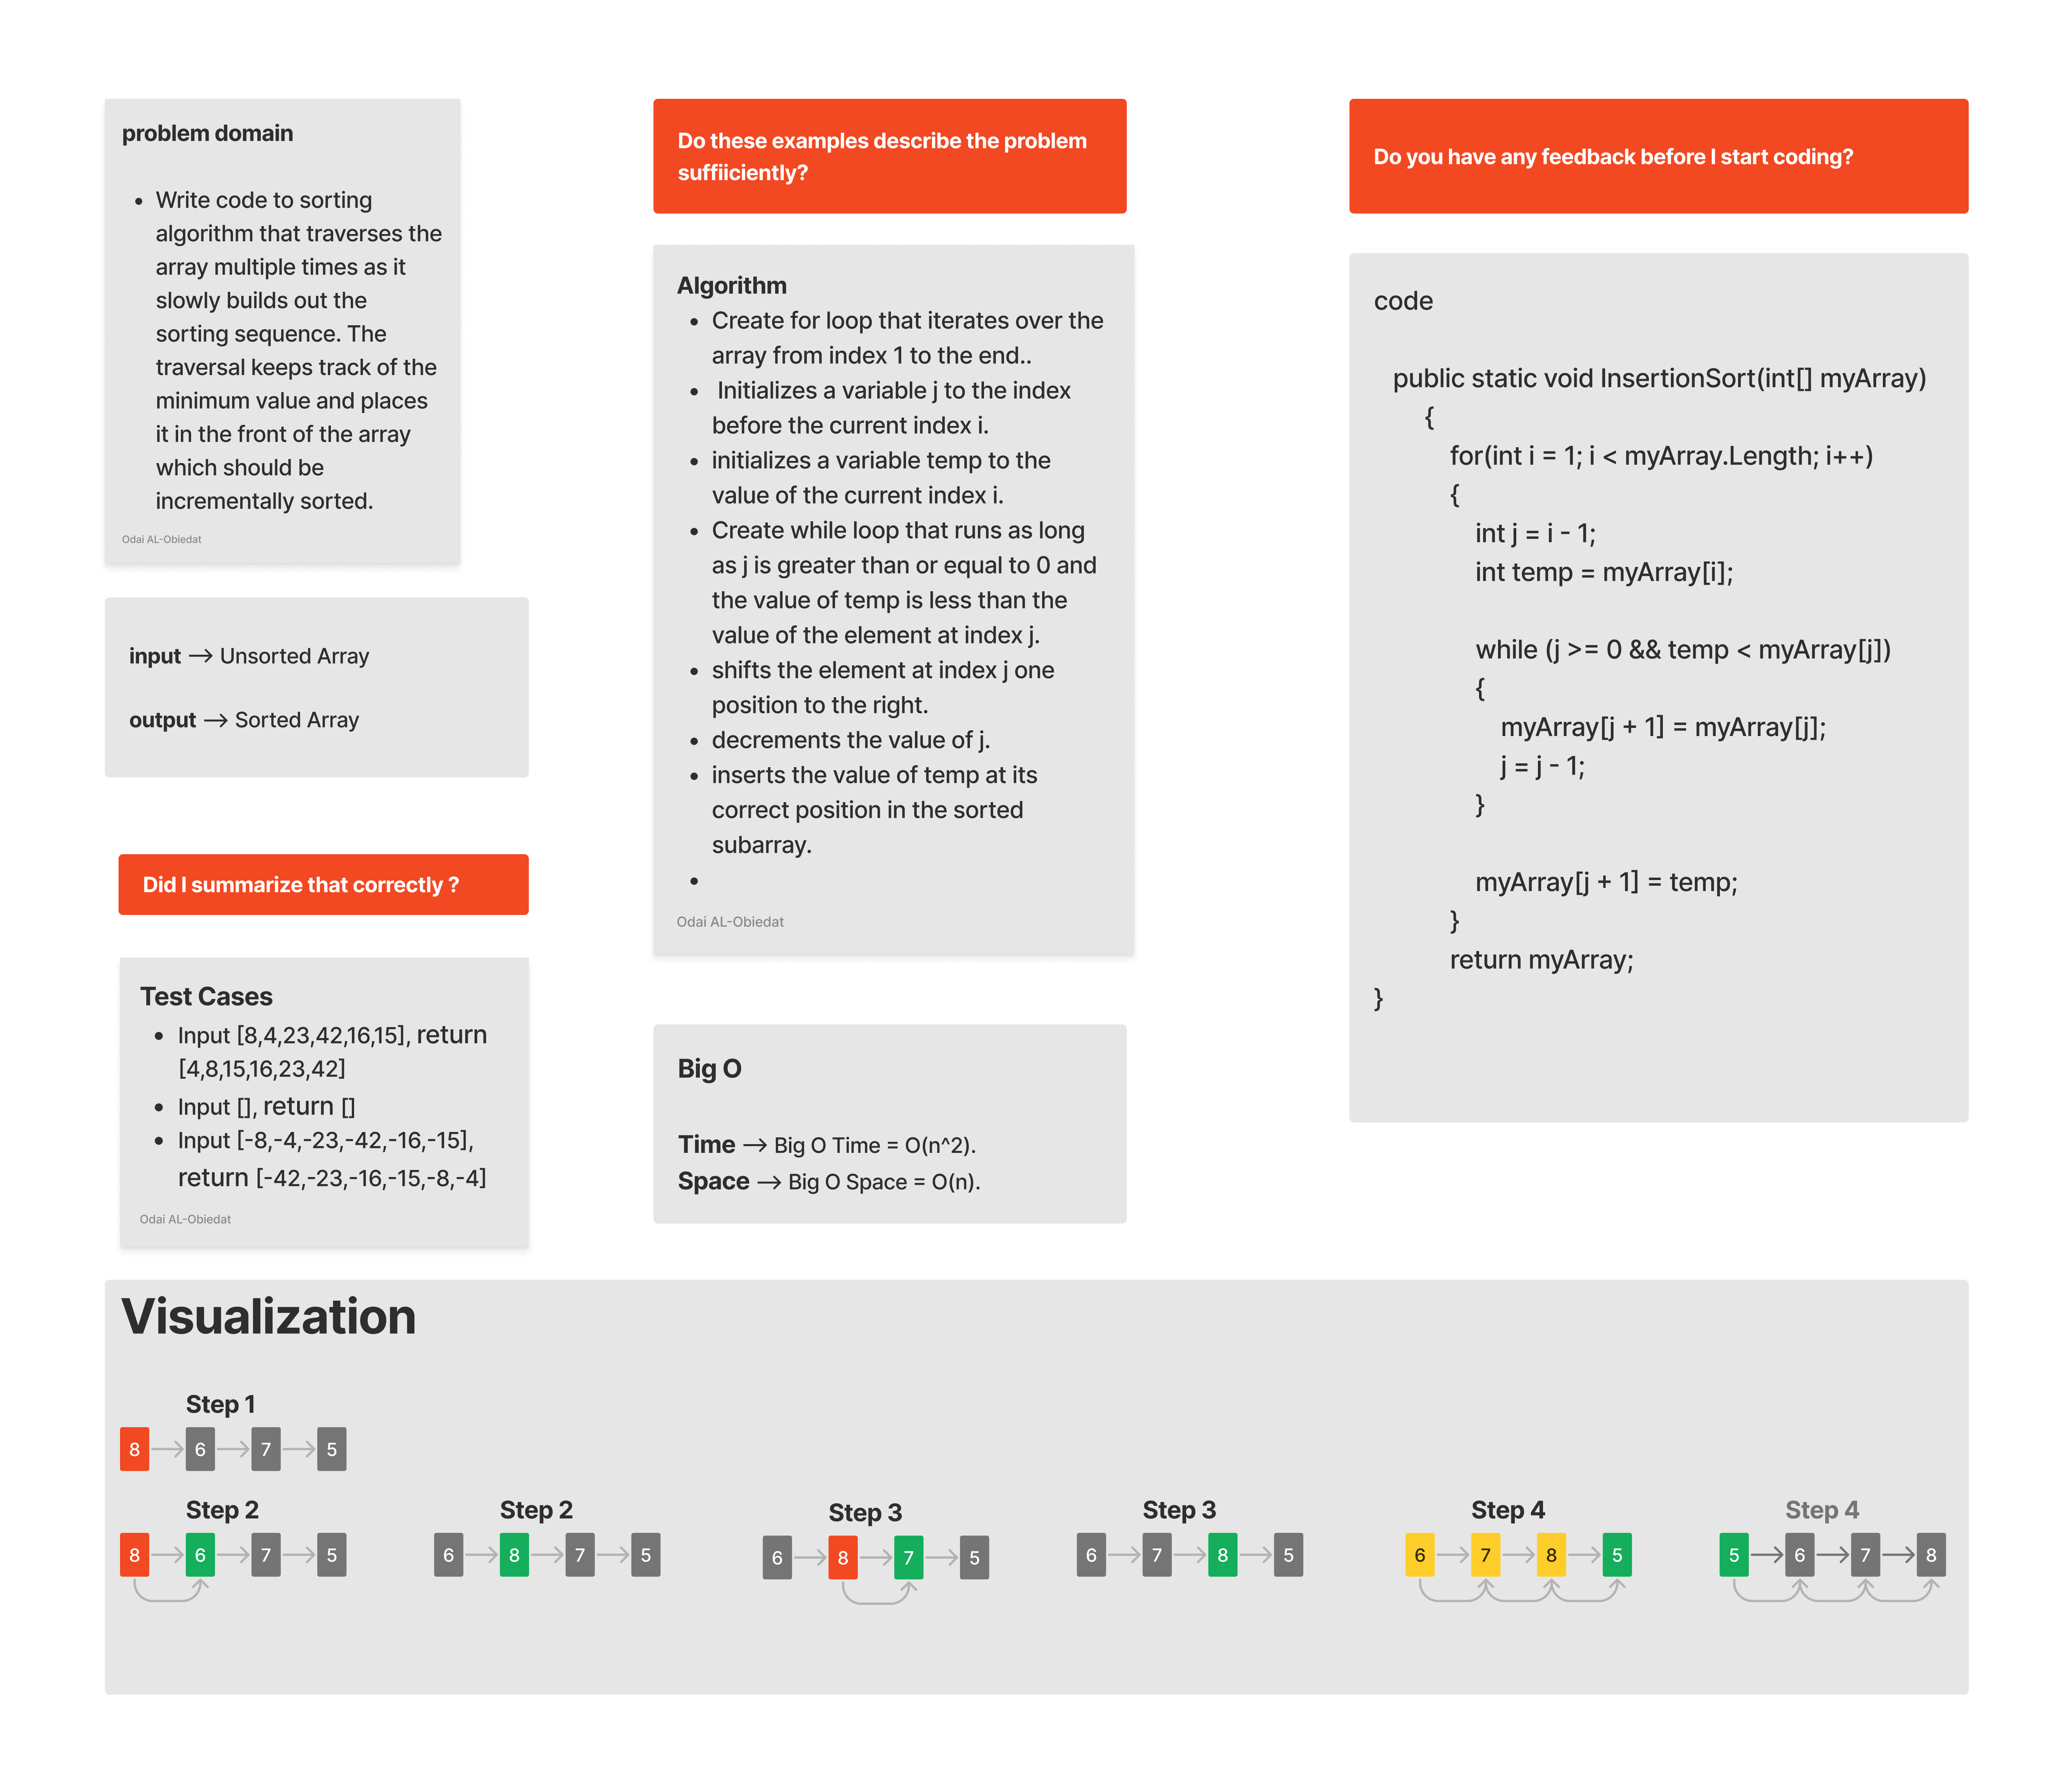 problem domain
Write code to sorting
algorithm that traverses the
array multiple times as it
slowly builds out the
sorting sequence. The
traversal keeps track of the
minimum value and places
it in the front of the array
which should be
incrementally sorted.
Odai AL-Obiedat
input → Unsorted Array
output → Sorted Array
Did I summarize that correctly ?
Test Cases
Input [8,4,23,42,16,15], return
[4,8,15,16,23,42]
Input [], return []
Input [-8,-4,-23,-42,-16,-15],
return [-42,-23,-16,-15,-8,-4]
Odai AL-Obiedat
Do these examples describe the problem
suffiiciently?
Algorithm
Create for loop that iterates over the
array from index 1 to the end..
Initializes a variable j to the index
before the current index i.
initializes a variable temp to the
value of the current index i.
Create while loop that runs as long
as j is greater than or equal to 0 and
the value of temp is less than the
value of the element at index j.
shifts the element at index j one
position to the right.
decrements the value of j.
inserts the value of temp at its
correct position in the sorted
subarray.
Odai AL-Obiedat
Big O
Time → Big O Time = O(n^2).
Space → Big O Space = O(n).
Do you have any feedback before I start coding?
code
public static void InsertionSort(int[] myArray)
{
for(int i = 1; i < myArray.Length; i++)
{
int j = i - 1;
int temp = myArray[i];
while (j >= 0 && temp < myArray[j])
{
myArray[j + 1] = myArray[j];
j = j - 1;
}
myArray[j + 1] = temp;
}
return myArray;
}
Visualization
Step 1
8 6 7 5
Step 2
8 6 7 5
Step 2
6 8 7 5
Step 3
6 8 7 5
Step 3
6 7 8 5
Step 4
6 7 8 5
Step 4
5 6 7 8